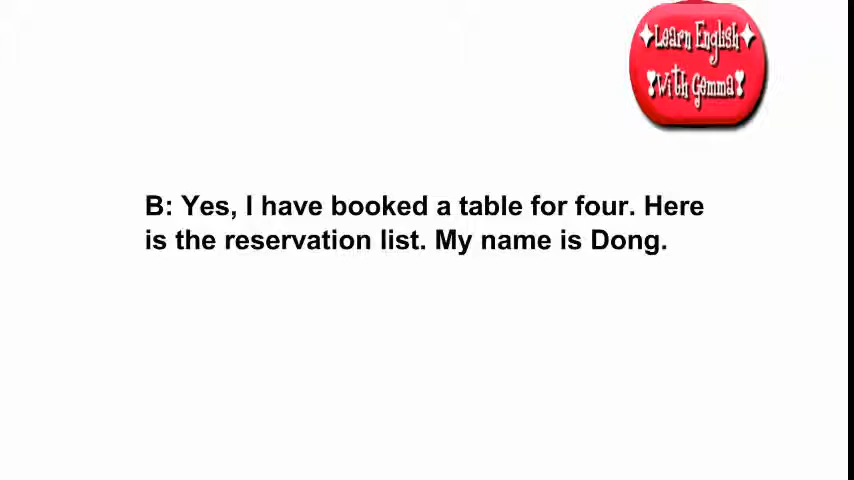 Learn English
With Gemma
B: Yes, I have booked a table for four. Here
is the reservation list. My name is Dong.